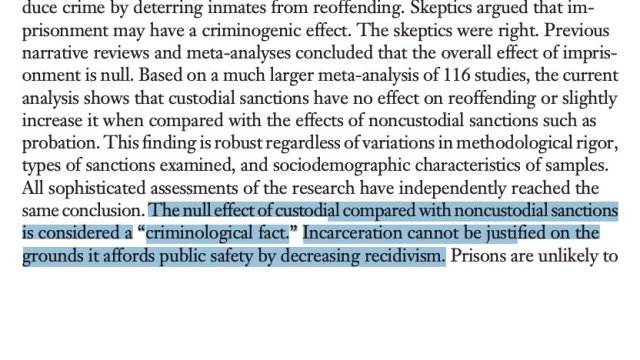 duce crime by deterring inmates from reoffending. Skeptics argued that im-
prisonment may have a criminogenic effect. The skeptics were right. Previous
narrative reviews and meta-analyses concluded that the overall effect of impris-
onment is null. Based on a much larger meta-analysis of 116 studies, the current
analysis shows that custodial sanctions have no effect on reoffending or slightly
increase it when compared with the effects of noncustodial sanctions such as
probation. This finding is robust regardless of variations in methodological rigor,
types of sanctions examined, and sociodemographic characteristics of samples.
All sophisticated assessments of the research have independently reached the
same conclusion. The null effect of custodial compared with noncustodial sanctions
is considered a “criminological fact.” Incarceration cannot be justified on the
grounds it affords public safety by decreasing recidivism. Prisons are unlikely to